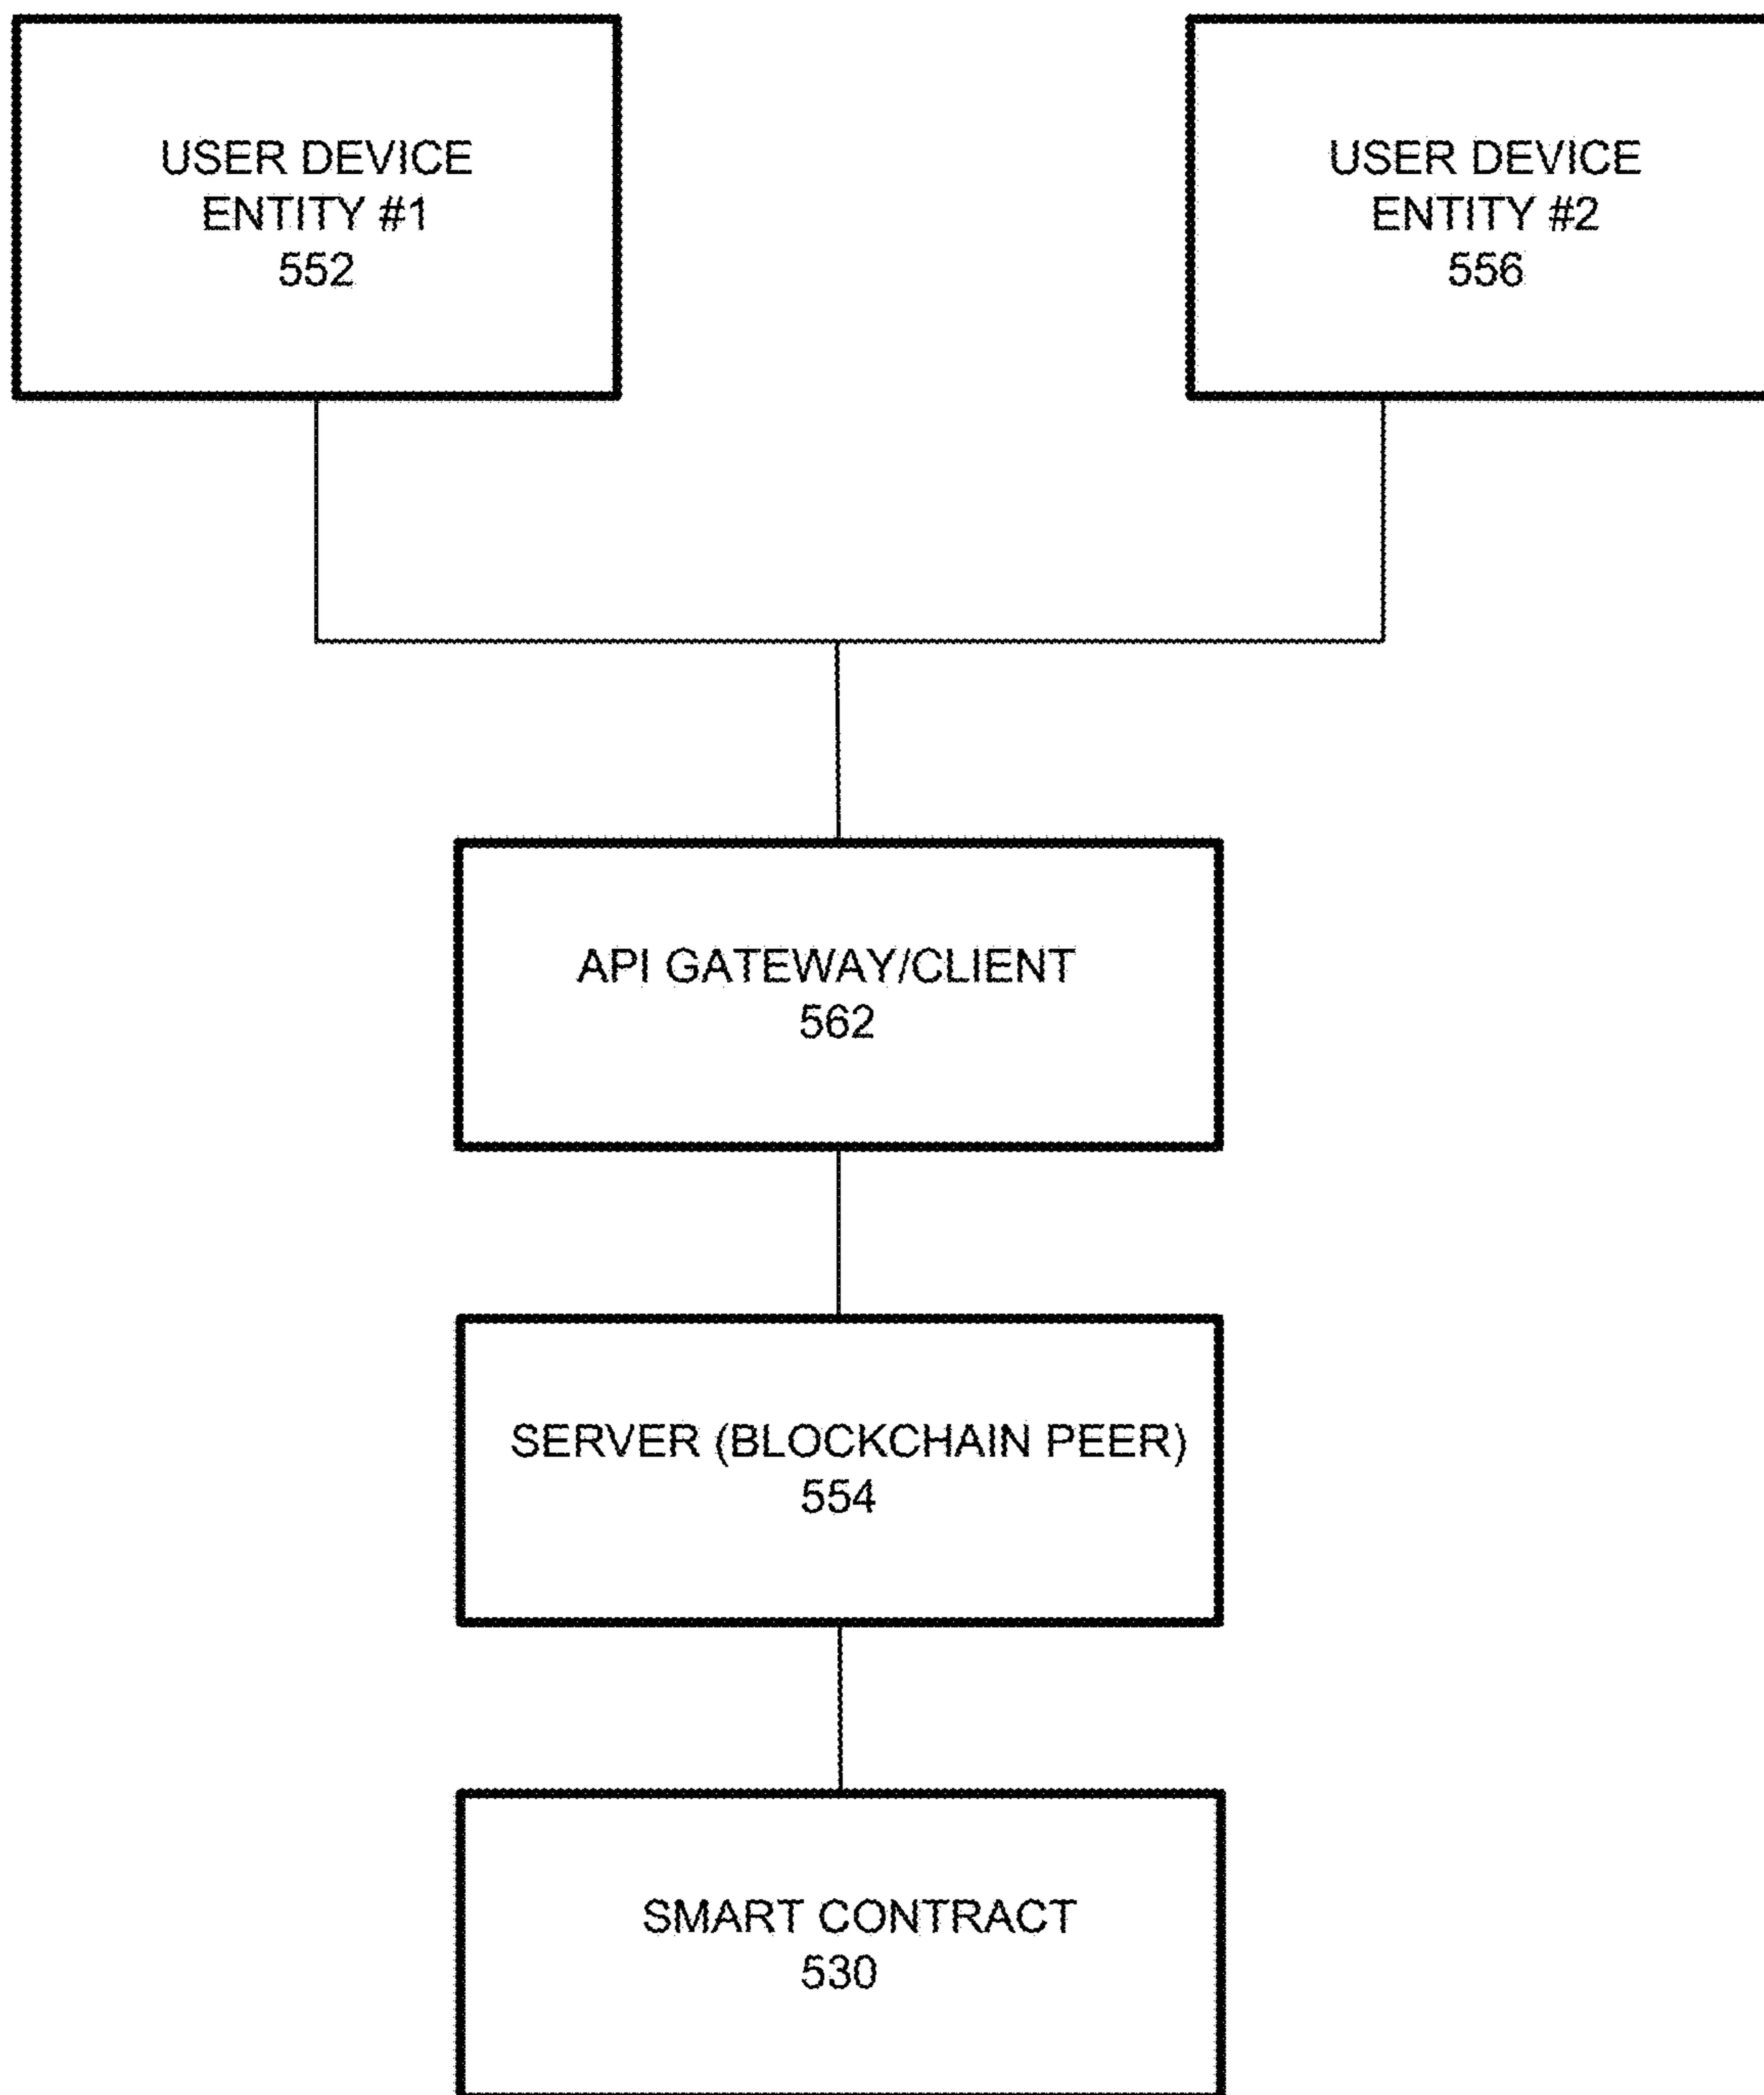 USER DEVICE
ENTITY #1
552
USER DEVICE
ENTITY #2
556
API GATEWAY/CLIENT
562
SERVER (BLOCKCHAIN PEER)
554
SMART CONTRACT
530